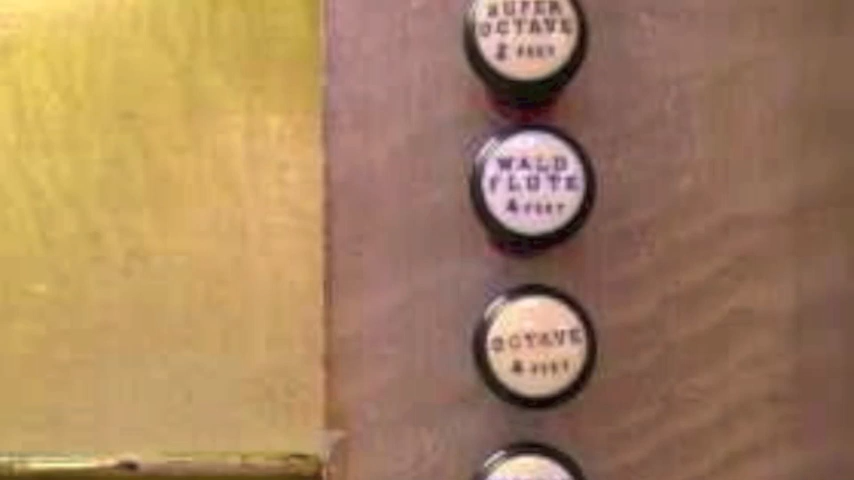 SUPER
OCTAVE
2 FEET
WALD
FLUTE
4 FEET
OCTAVE
4 FEET